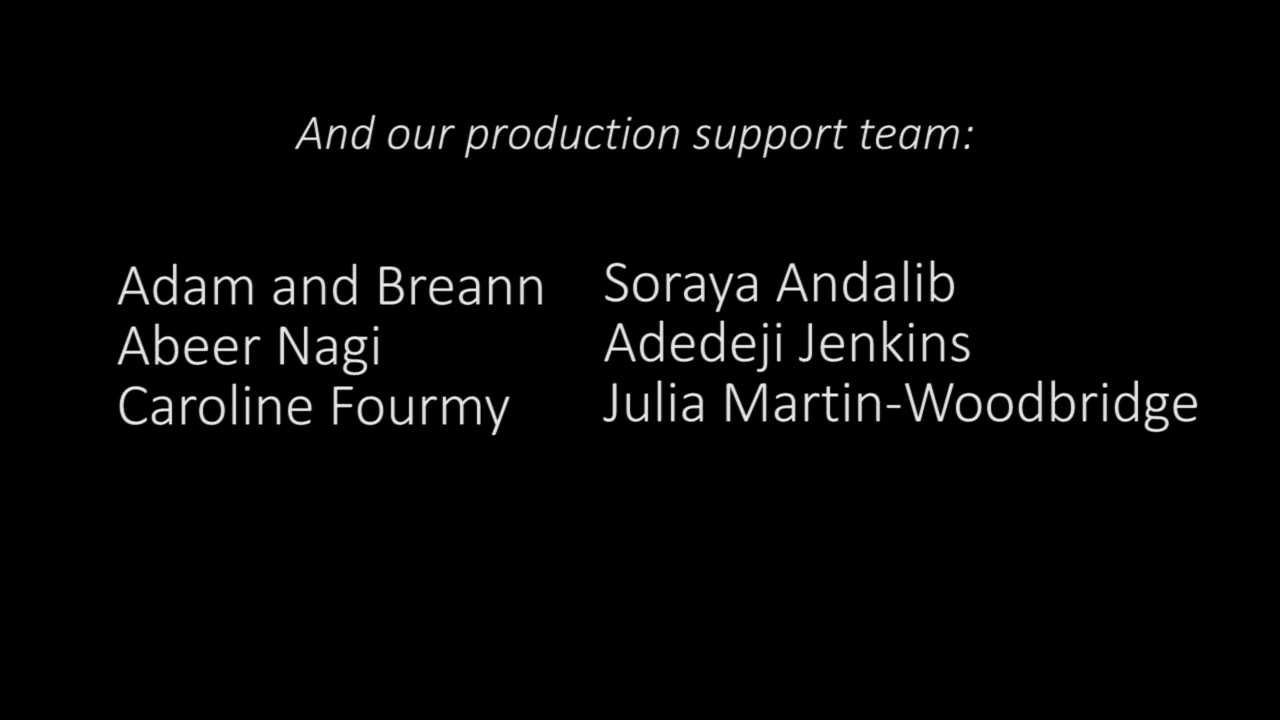 And our production support team:
Adam and Breann
Abeer Nagi
Caroline Fourmy
Soraya Andalib
Adedeji Jenkins
Julia Martin-Woodbridge